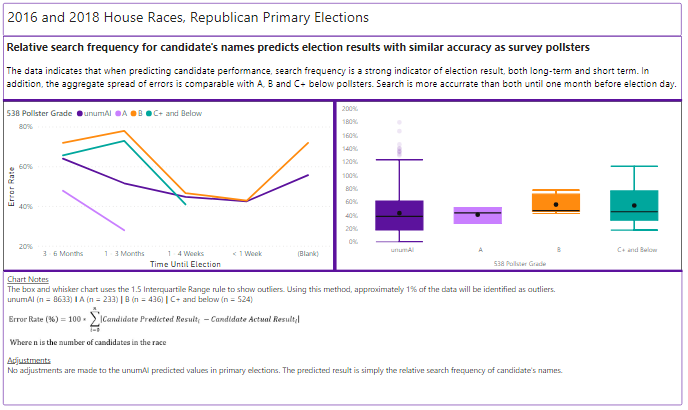 2016 and 2018 House Races, Republican Primary Elections
Relative search frequency for candidate's names predicts election results with similar accuracy as survey pollsters
The data indicates that when predicting candidate performance, search frequency is a strong indicator of election result, both long-term and short term. In
addition, the aggregate spread of errors is comparable with A, B and C+ below pollsters. Search is more accurrate than both until one month before election day.
538 Pollster Grade unumAI A B C+ and Below
80%
60%
40%
20%
Error Rate
3 - 6 Months 1 - 3 Months 1 - 4 Weeks < 1 Week (Blank)
Time Until Election
200%
180%
160%
140%
120%
100%
80%
60%
40%
20%
0%
unumAI A B C+ and Below
538 Pollster Grade
Chart Notes
The box and whisker chart uses the 1.5 Interquartile Range rule to show outliers. Using this method, approximately 1% of the data will be identified as outliers.
unumAI (n = 8633) | A (n = 233) | B (n = 436) | C+ and below (n = 524)
Error Rate (%) = 100 * n ∑ i=0 |Candidate Predicted Result_i − Candidate Actual Result_i|
Where n is the number of candidates in the race
Adjustments
No adjustments are made to the unumAI predicted values in primary elections. The predicted result is simply the relative search frequency of candidate's names.